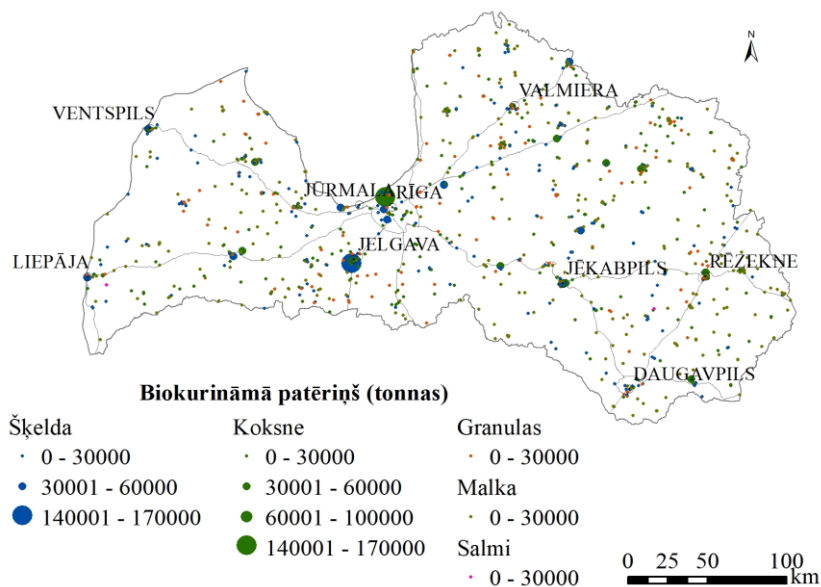 N
VALMIERA
VENTSPILS
JŪRMALA RĪGA
JELGAVA
LIEPĀJA
JĒKABPILS
RĒZEKNE
DAUGAVPILS
Biokurināmā patēriņš (tonnas)
Šķelda
0 - 30000
30001 - 60000
140001 - 170000
Koksne
0 - 30000
30001 - 60000
60001 - 100000
140001 - 170000
Granulas
0 - 30000
Malka
0 - 30000
Salmi
0 - 30000
0 25 50 100
km